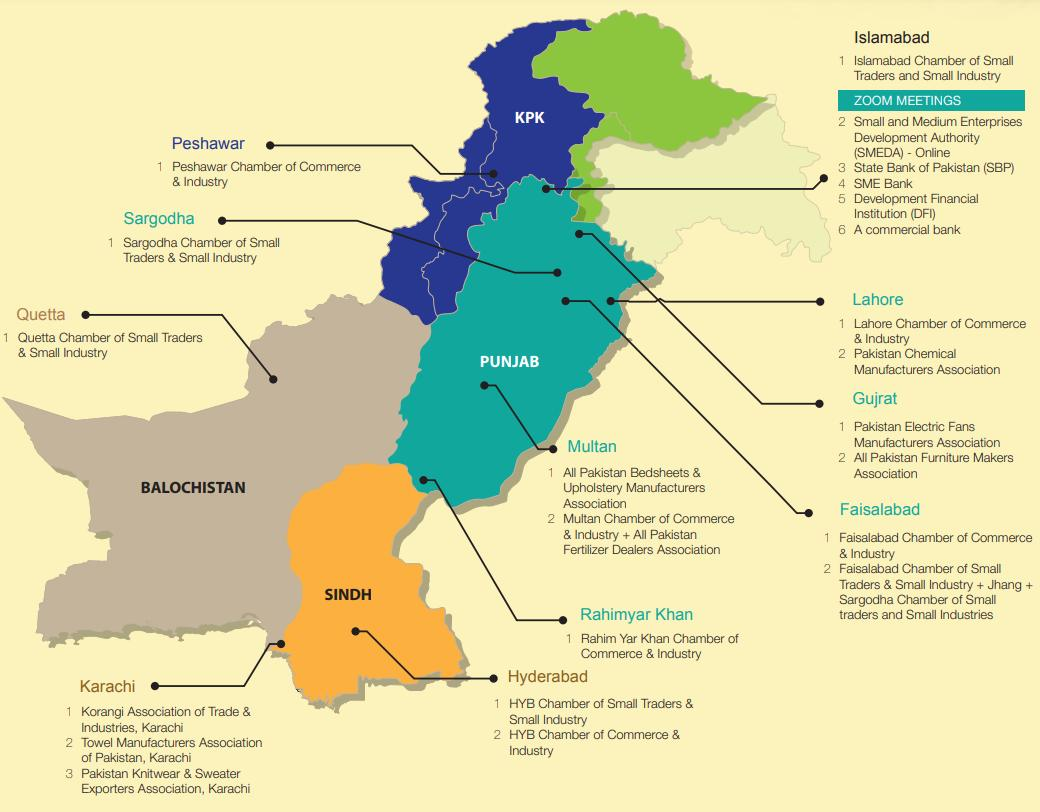 Islamabad
1 Islamabad Chamber of Small
Traders and Small Industry
ZOOM MEETINGS
2 Small and Medium Enterprises
Development Authority
(SMEDA) - Online
3 State Bank of Pakistan (SBP)
4 SME Bank
5 Development Financial
Institution (DFI)
6 A commercial bank
KPK
Peshawar
1 Peshawar Chamber of Commerce
& Industry
Sargodha
1 Sargodha Chamber of Small
Traders & Small Industry
Quetta
1 Quetta Chamber of Small Traders
& Small Industry
Lahore
1 Lahore Chamber of Commerce
& Industry
2 Pakistan Chemical
Manufacturers Association
PUNJAB
Gujrat
1 Pakistan Electric Fans
Manufacturers Association
2 All Pakistan Furniture Makers
Association
Multan
1 All Pakistan Bedsheets &
Upholstery Manufacturers
Association
2 Multan Chamber of Commerce
& Industry + All Pakistan
Fertilizer Dealers Association
BALOCHISTAN
Faisalabad
1 Faisalabad Chamber of Commerce
& Industry
2 Faisalabad Chamber of Small
Traders & Small Industry + Jhang +
Sargodha Chamber of Small
traders and Small Industries
SINDH
Rahimyar Khan
1 Rahim Yar Khan Chamber of
Commerce & Industry
Hyderabad
1 HYB Chamber of Small Traders &
Small Industry
2 HYB Chamber of Commerce &
Industry
Karachi
1 Korangi Association of Trade &
Industries, Karachi
2 Towel Manufacturers Association
of Pakistan, Karachi
3 Pakistan Knitwear & Sweater
Exporters Association, Karachi